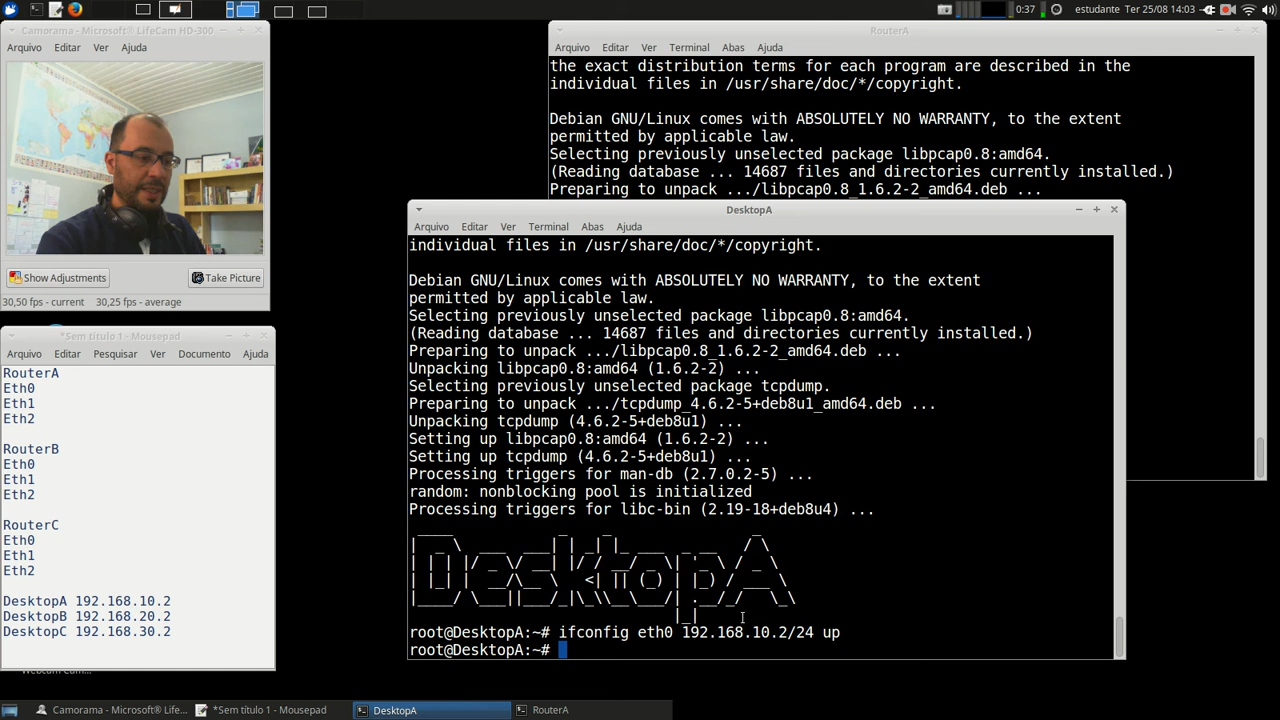 0:37 estudante Ter 25/08 14:03
Camorama - Microsoft® LifeCam HD-300
Arquivo Editar Ver Ajuda
Show Adjustments Take Picture
30,50 fps - current 30,25 fps - average
*Sem título 1 - Mousepad
Arquivo Editar Pesquisar Ver Documento Ajuda
RouterA
Eth0
Eth1
Eth2
RouterB
Eth0
Eth1
Eth2
RouterC
Eth0
Eth1
Eth2
DesktopA 192.168.10.2
DesktopB 192.168.20.2
DesktopC 192.168.30.2
RouterA
Arquivo Editar Ver Terminal Abas Ajuda
the exact distribution terms for each program are described in the
individual files in /usr/share/doc/*/copyright.
Debian GNU/Linux comes with ABSOLUTELY NO WARRANTY, to the extent
permitted by applicable law.
Selecting previously unselected package libpcap0.8:amd64.
(Reading database ... 14687 files and directories currently installed.)
Preparing to unpack .../libpcap0.8_1.6.2-2_amd64.deb ...
DesktopA
Arquivo Editar Ver Terminal Abas Ajuda
individual files in /usr/share/doc/*/copyright.
Debian GNU/Linux comes with ABSOLUTELY NO WARRANTY, to the extent
permitted by applicable law.
Selecting previously unselected package libpcap0.8:amd64.
(Reading database ... 14687 files and directories currently installed.)
Preparing to unpack .../libpcap0.8_1.6.2-2_amd64.deb ...
Unpacking libpcap0.8:amd64 (1.6.2-2) ...
Selecting previously unselected package tcpdump.
Preparing to unpack .../tcpdump_4.6.2-5+deb8u1_amd64.deb ...
Unpacking tcpdump (4.6.2-5+deb8u1) ...
Setting up libpcap0.8:amd64 (1.6.2-2) ...
Setting up tcpdump (4.6.2-5+deb8u1) ...
Processing triggers for man-db (2.7.0.2-5) ...
random: nonblocking pool is initialized
Processing triggers for libc-bin (2.19-18+deb8u4) ...
DesktopA
root@DesktopA:~# ifconfig eth0 192.168.10.2/24 up
root@DesktopA:~#
Camorama - Microsoft® Life... *Sem título 1 - Mousepad DesktopA RouterA